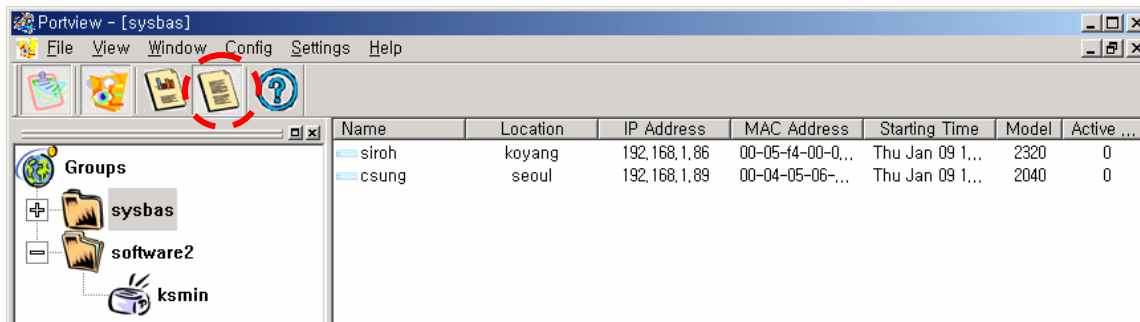 Portview - [sysbas]
File View Window Config Settings Help
Name Location IP Address MAC Address Starting Time Model Active ...
siroh koyang 192,168,1,86 00-05-f4-00-0,,, Thu Jan 09 1,,, 2320 0
csung seoul 192,168,1,89 00-04-05-06-,,, Thu Jan 09 1,,, 2040 0
Groups
sysbas
software2
ksmin